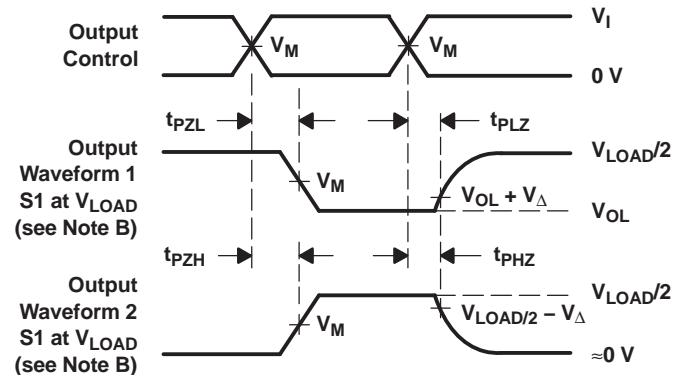 Output
Control
V_M
V_M
V_I
0 V
t_PZL
t_PLZ
Output
Waveform 1
S1 at V_LOAD
(see Note B)
V_M
V_OL + V_Δ
V_LOAD/2
V_OL
t_PZH
t_PHZ
Output
Waveform 2
S1 at V_LOAD
(see Note B)
V_M
V_LOAD/2 – V_Δ
V_LOAD/2
≈0 V